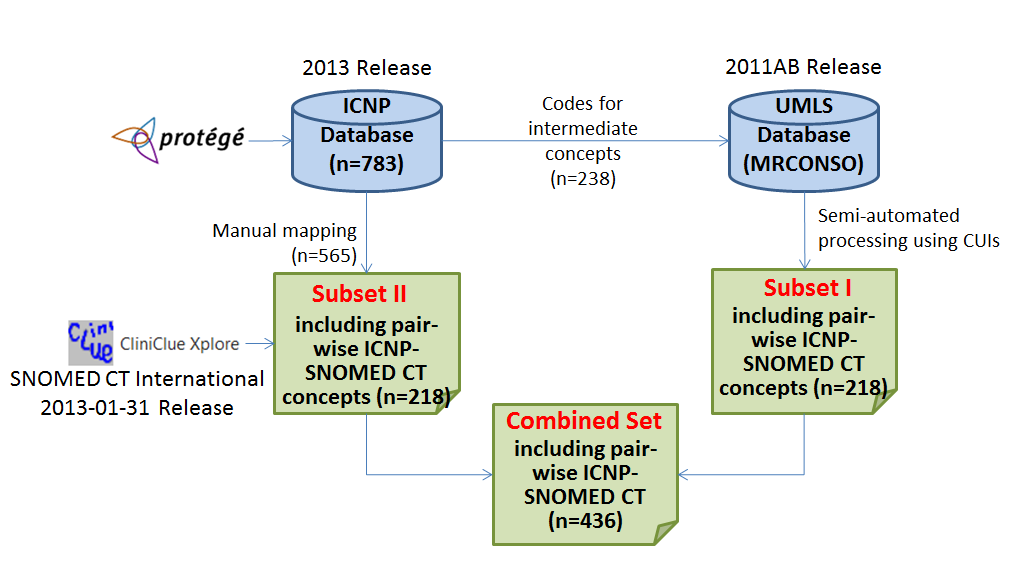 2013 Release
2011AB Release
protégé
ICNP
Database
(n=783)
Codes for
intermediate
concepts
(n=238)
UMLS
Database
(MRCONSO)
Manual mapping
(n=565)
Semi-automated
processing using CUIs
Subset II
including pair-
wise ICNP-
SNOMED CT
concepts (n=218)
Subset I
including pair-
wise ICNP-
SNOMED CT
concepts (n=218)
Clini
Clue
CliniClue Xplore
SNOMED CT International
2013-01-31 Release
Combined Set
including pair-
wise ICNP-
SNOMED CT
(n=436)